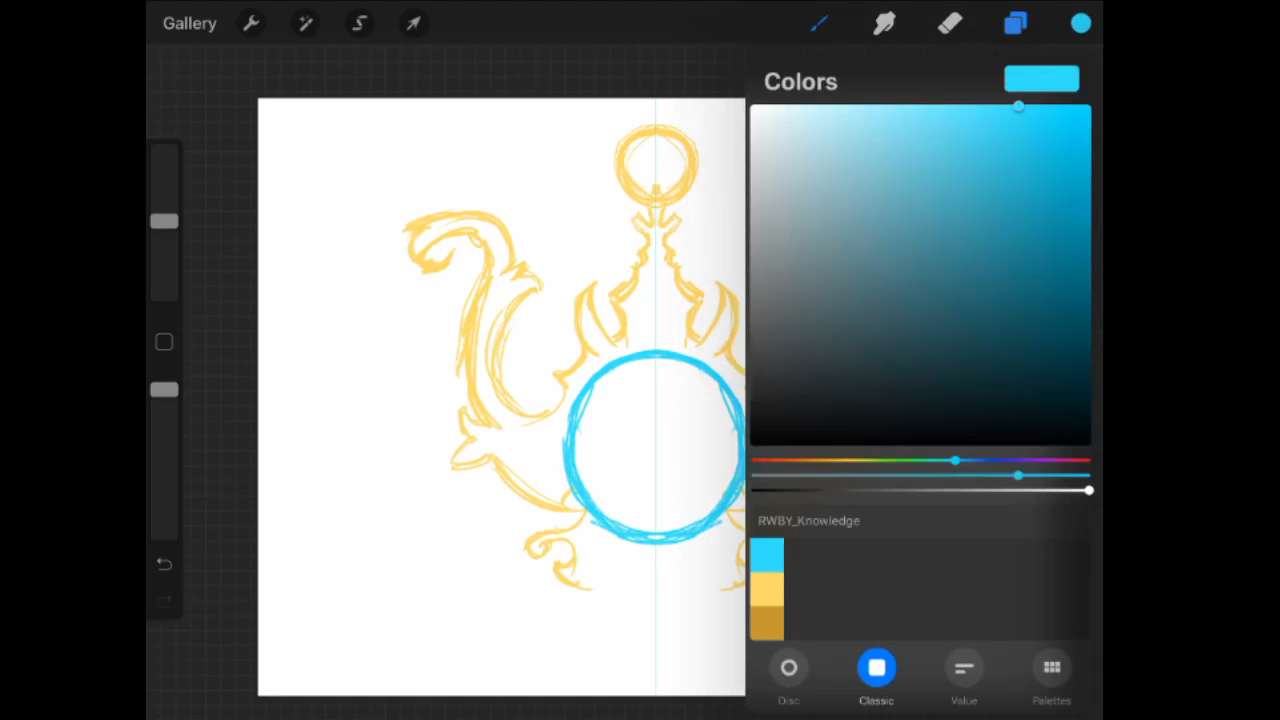 Gallery
Colors
RWBY_Knowledge
Disc
Classic
Value
Palettes